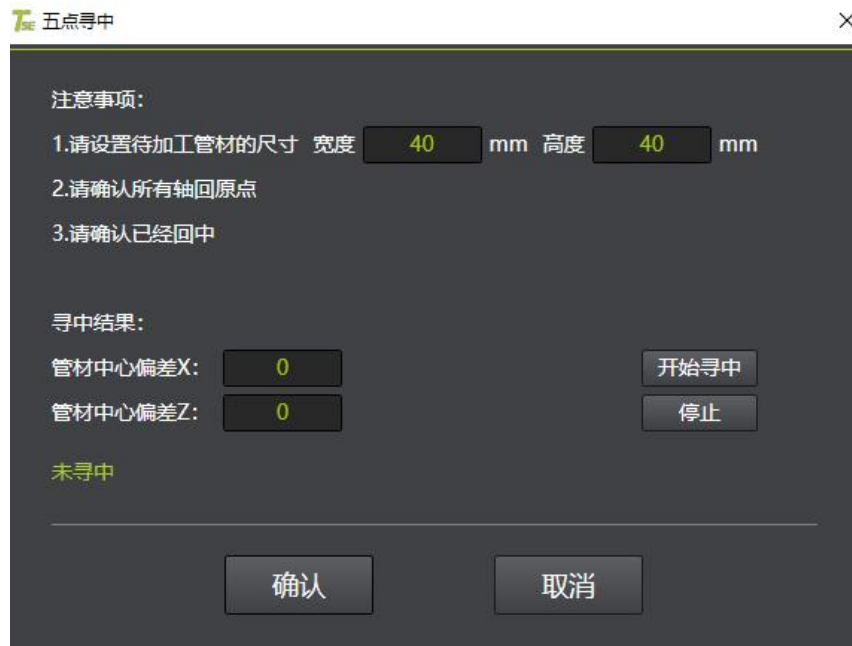 TSE 五点寻中
注意事项:
1.请设置待加工管材的尺寸 宽度 40 mm 高度 40 mm
2.请确认所有轴回原点
3.请确认已经回中
寻中结果:
管材中心偏差X: 0 开始寻中
管材中心偏差Z: 0 停止
未寻中
确认 取消